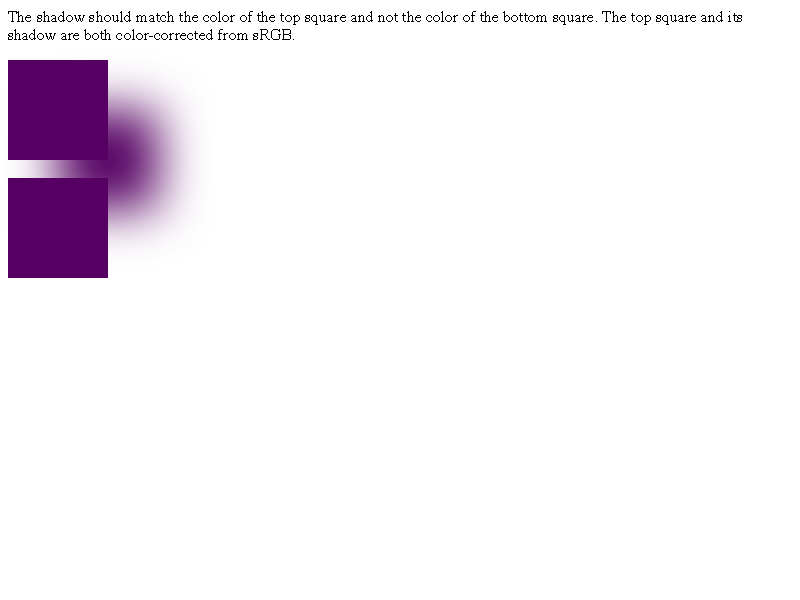 The shadow should match the color of the top square and not the color of the bottom square. The top square and its
shadow are both color-corrected from sRGB.